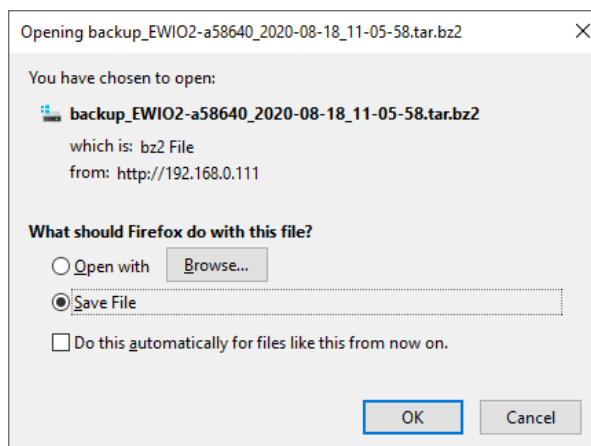 Opening backup_EWIO2-a58640_2020-08-18_11-05-58.tar.bz2
You have chosen to open:
backup_EWIO2-a58640_2020-08-18_11-05-58.tar.bz2
which is: bz2 File
from: http://192.168.0.111
What should Firefox do with this file?
Open with Browse...
Save File
Do this automatically for files like this from now on.
OK Cancel